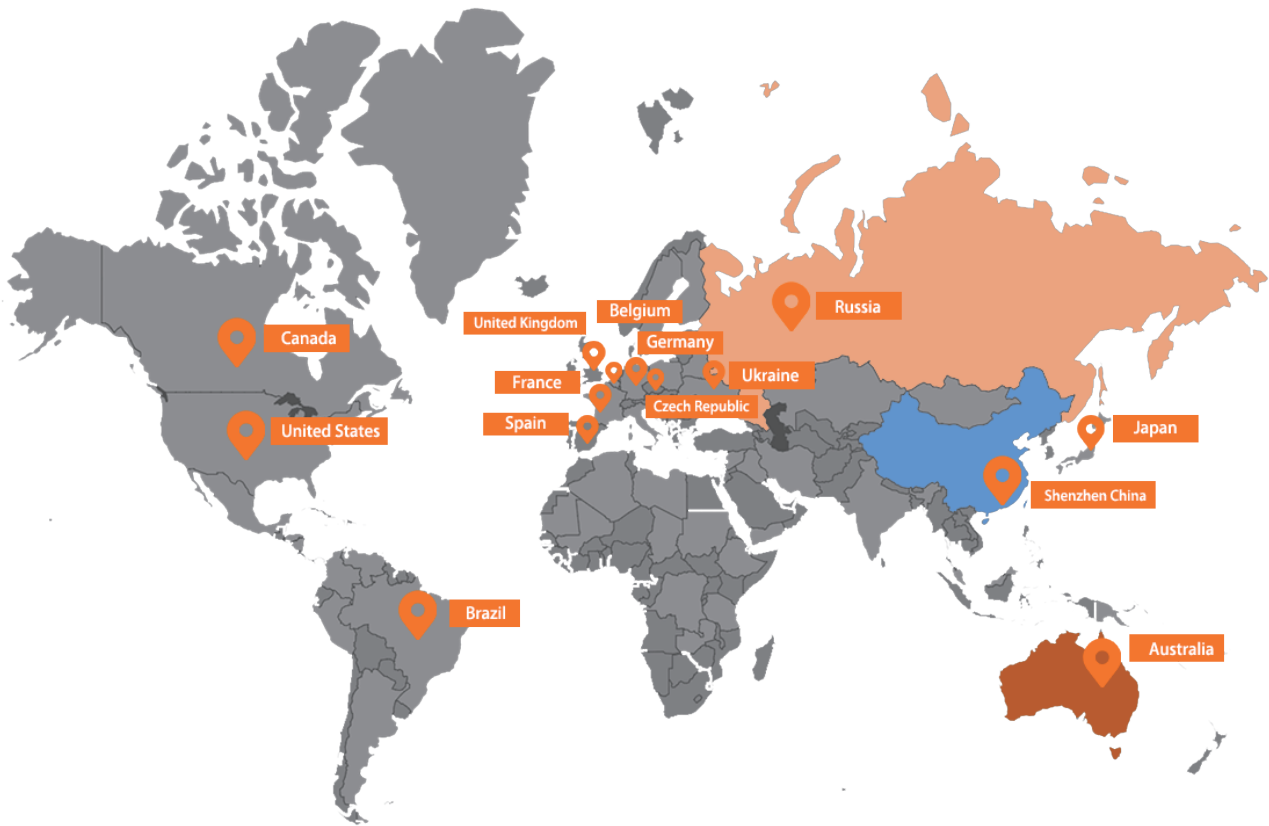 Belgium
Russia
United Kingdom
Canada
Germany
France
Ukraine
Czech Republic
Spain
United States
Japan
Shenzhen China
Brazil
Australia